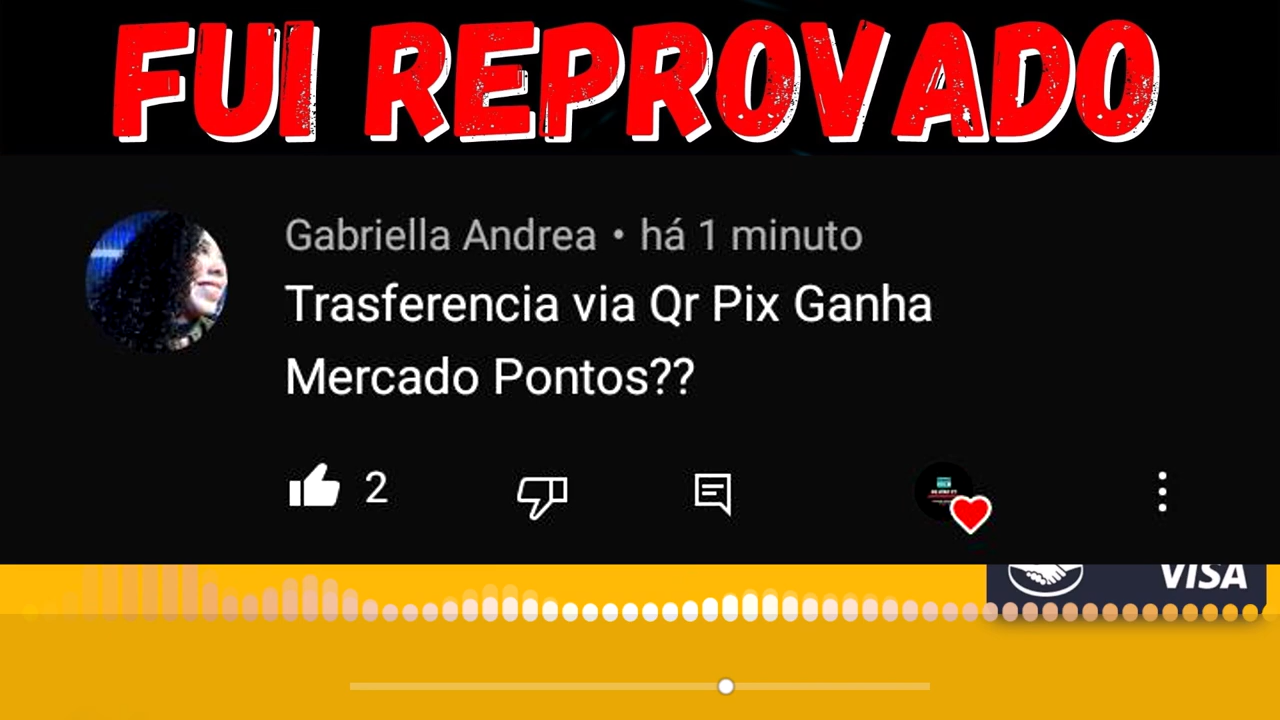 FUI REPROVADO
Gabriella Andrea • há 1 minuto
Trasferencia via Qr Pix Ganha
Mercado Pontos??
2
VISA